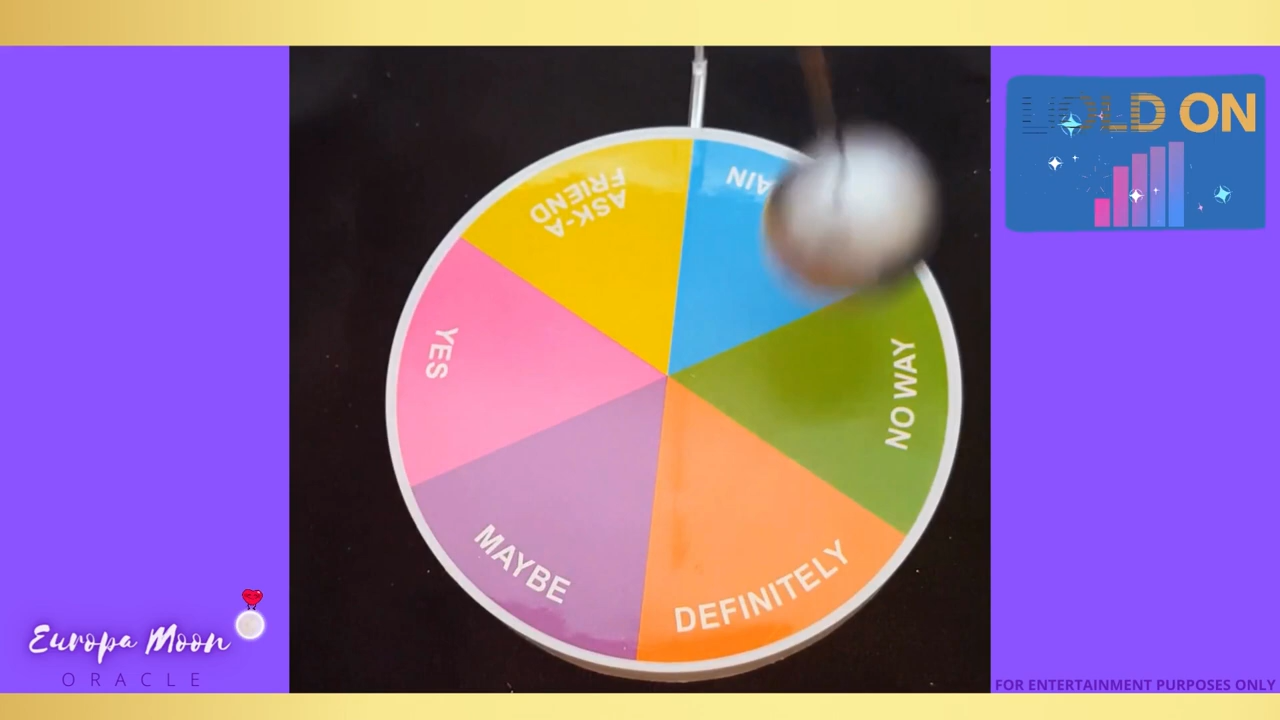 HOLD ON
ASK-A
FRIEND
YES
NO WAY
MAYBE
DEFINITELY
Europa Moon
ORACLE
FOR ENTERTAINMENT PURPOSES ONLY